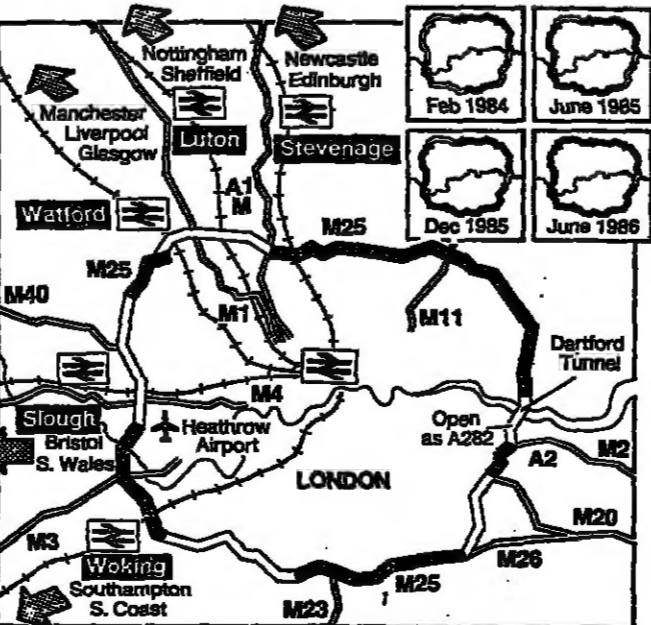 Nottingham
Sheffield
Newcastle
Edinburgh
Feb 1984
June 1985
Manchester
Liverpool
Glasgow
Luton
Stevenage
Dec 1985
June 1986
A1
M
Watford
M25
M25
M40
M1
M11
Dartford
Tunnel
M4
Slough
Bristol
S. Wales
Heathrow
Airport
Open
as A282
A2
M2
LONDON
M20
M3
M26
Woking
M25
Southampton
S. Coast
M23